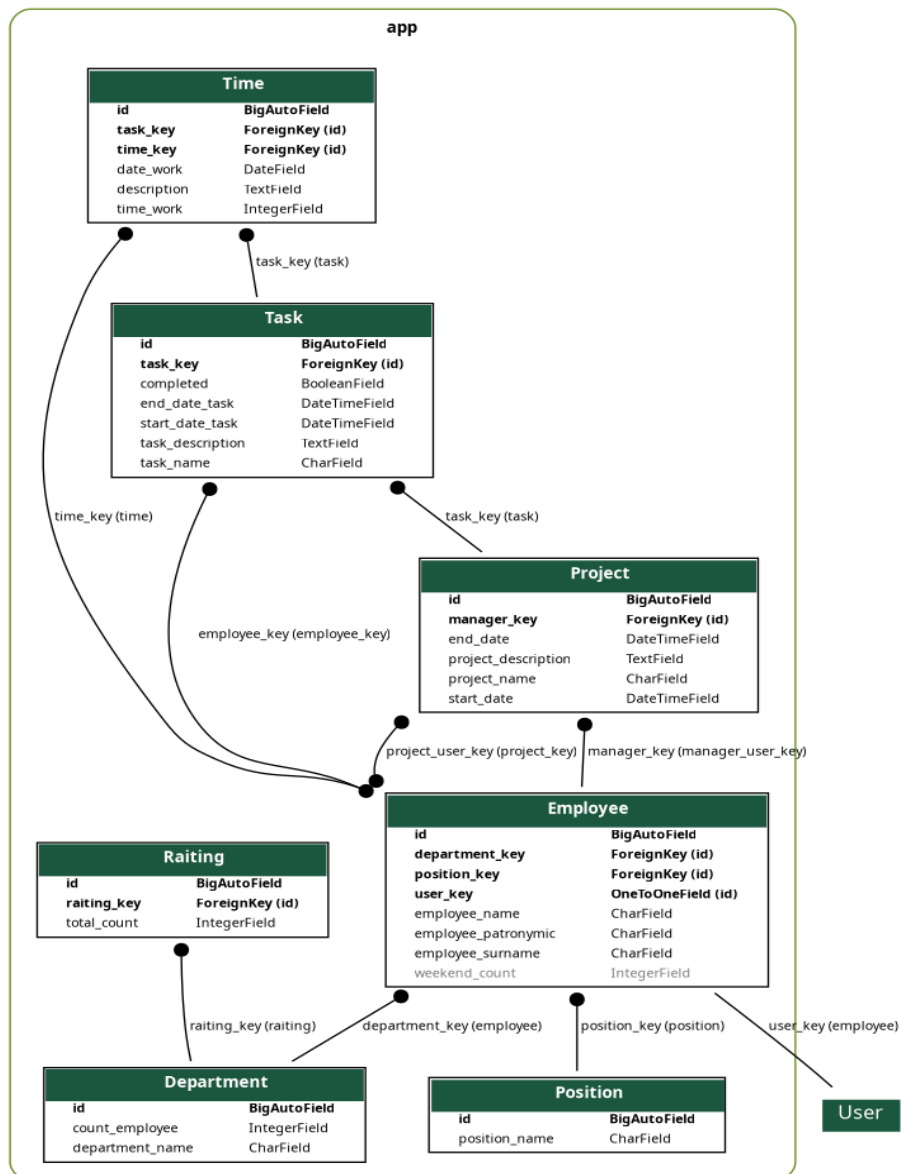 app
Time
id BigAutoField
task_key ForeignKey (id)
time_key ForeignKey (id)
date_work DateField
description TextField
time_work IntegerField
task_key (task)
Task
id BigAutoField
task_key ForeignKey (id)
completed BooleanField
end_date_task DateTimeField
start_date_task DateTimeField
task_description TextField
task_name CharField
time_key (time)
task_key (task)
Project
id BigAutoField
manager_key ForeignKey (id)
end_date DateTimeField
project_description TextField
project_name CharField
start_date DateTimeField
employee_key (employee_key)
project_user_key (project_key)
manager_key (manager_user_key)
Employee
id BigAutoField
department_key ForeignKey (id)
position_key ForeignKey (id)
user_key OneToOneField (id)
employee_name CharField
employee_patronymic CharField
employee_surname CharField
weekend_count IntegerField
Raiting
id BigAutoField
raiting_key ForeignKey (id)
total_count IntegerField
raiting_key (raiting)
department_key (employee)
position_key (position)
user_key (employee)
Department
id BigAutoField
count_employee IntegerField
department_name CharField
Position
id BigAutoField
position_name CharField
User